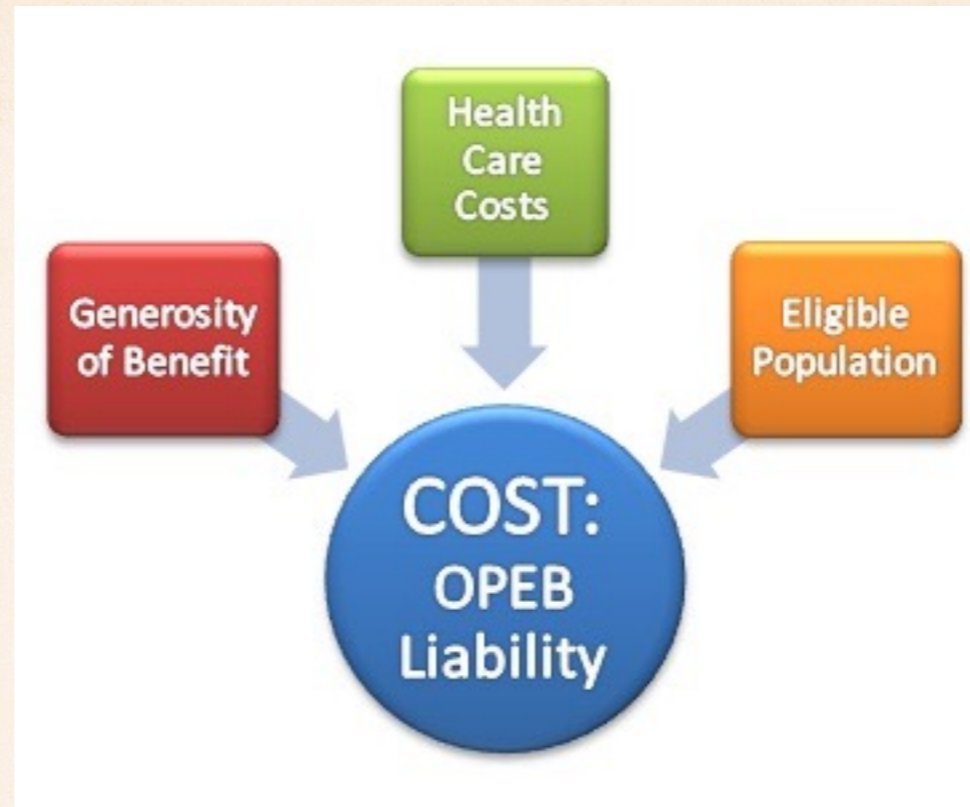 Health
Care
Costs
Generosity
of Benefit
Eligible
Population
COST:
OPEB
Liability